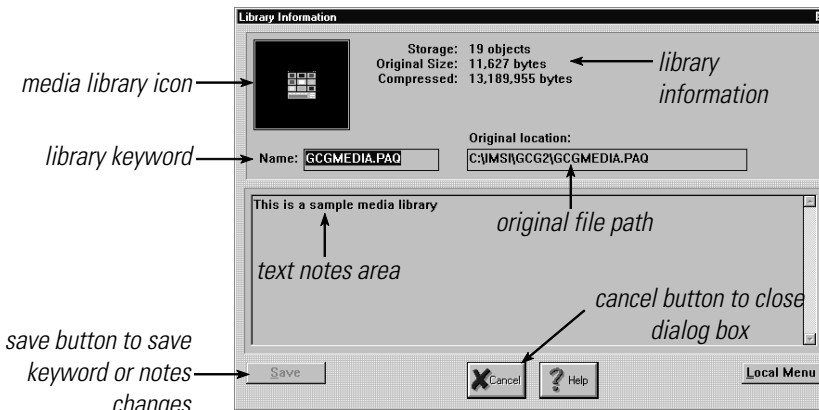 Library Information
Storage: 19 objects
Original Size: 11,627 bytes
Compressed: 13,189,955 bytes
media library icon
library
information
Original location:
library keyword
Name: GCGMEDIA.PAQ
C:\IMSI\GCG2\GCGMEDIA.PAQ
This is a sample media library
original file path
text notes area
cancel button to close
dialog box
save button to save
keyword or notes
changes
Save
Cancel
Help
Local Menu